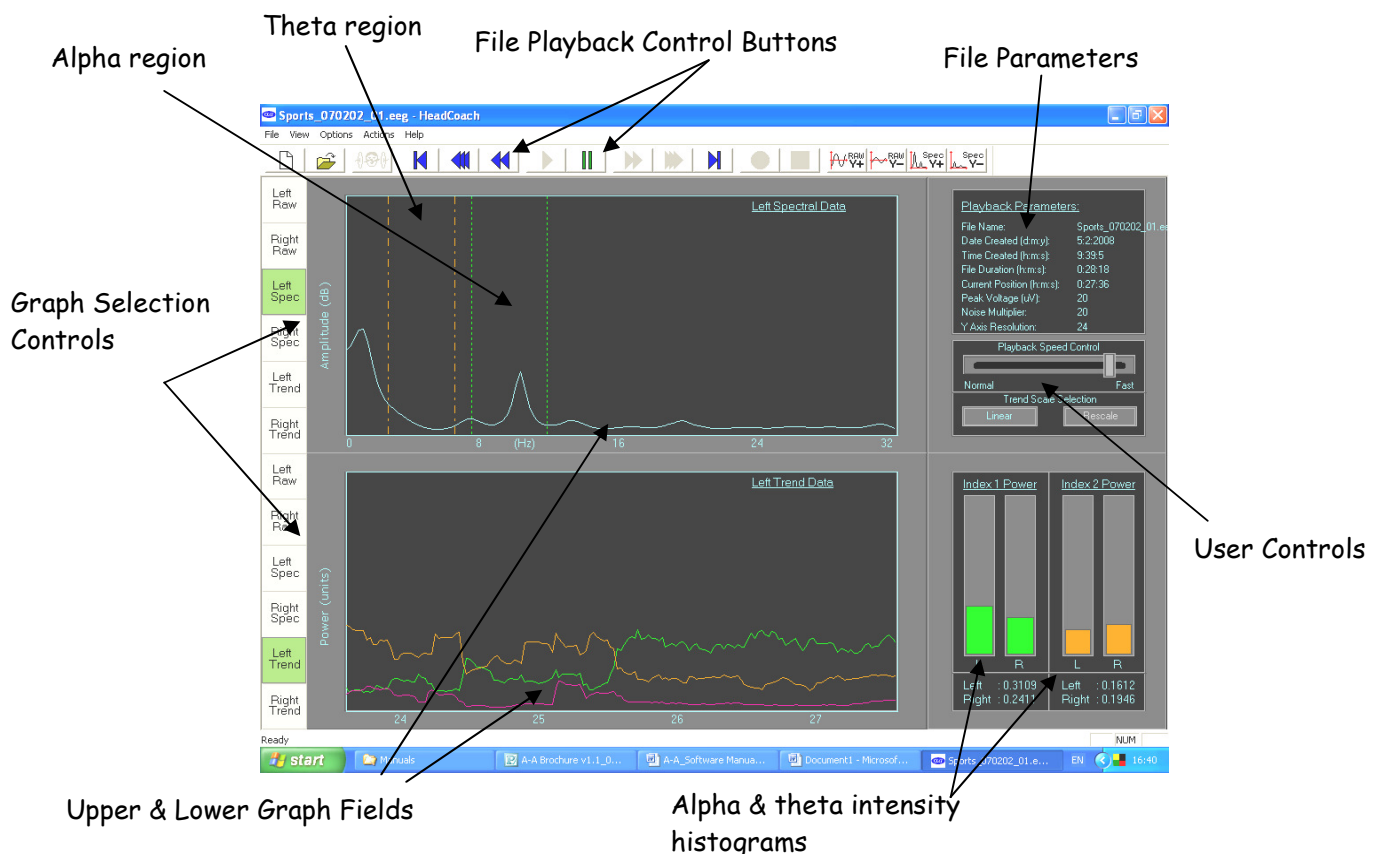 Theta region
File Playback Control Buttons
Alpha region
File Parameters
Sports_070202_01.eeg - HeadCoach
File View Options Actions Help
RAW Y+
RAW Y-
Spec Y+
Spec Y-
Left Raw
Right Raw
Left Spec
Right Spec
Left Trend
Right Trend
Left Raw
Right Raw
Left Spec
Right Spec
Left Trend
Right Trend
Graph Selection
Controls
Left Spectral Data
Amplitude (dB)
0 8 (Hz) 16 24 32
Left Trend Data
Power (units)
24 25 26 27
Playback Parameters:
File Name: Sports_070202_01.ee
Date Created (d:m:y): 5:2:2008
Time Created (h:m:s): 9:39:5
File Duration (h:m:s): 0:28:18
Current Position (h:m:s): 0:27:36
Peak Voltage (uV): 20
Noise Multiplier: 20
Y Axis Resolution: 24
Playback Speed Control
Normal Fast
Trend Scale Selection
Linear Rescale
User Controls
Index 1 Power Index 2 Power
L R L R
Left : 0.3109 Left : 0.1612
Right : 0.2411 Right : 0.1946
Ready
NUM
start Manuals A-A Brochure v1.1_0... A-A_Software Manua... Document1 - Microsof... Sports_070202_01.e... EN 16:40
Upper & Lower Graph Fields
Alpha & theta intensity
histograms